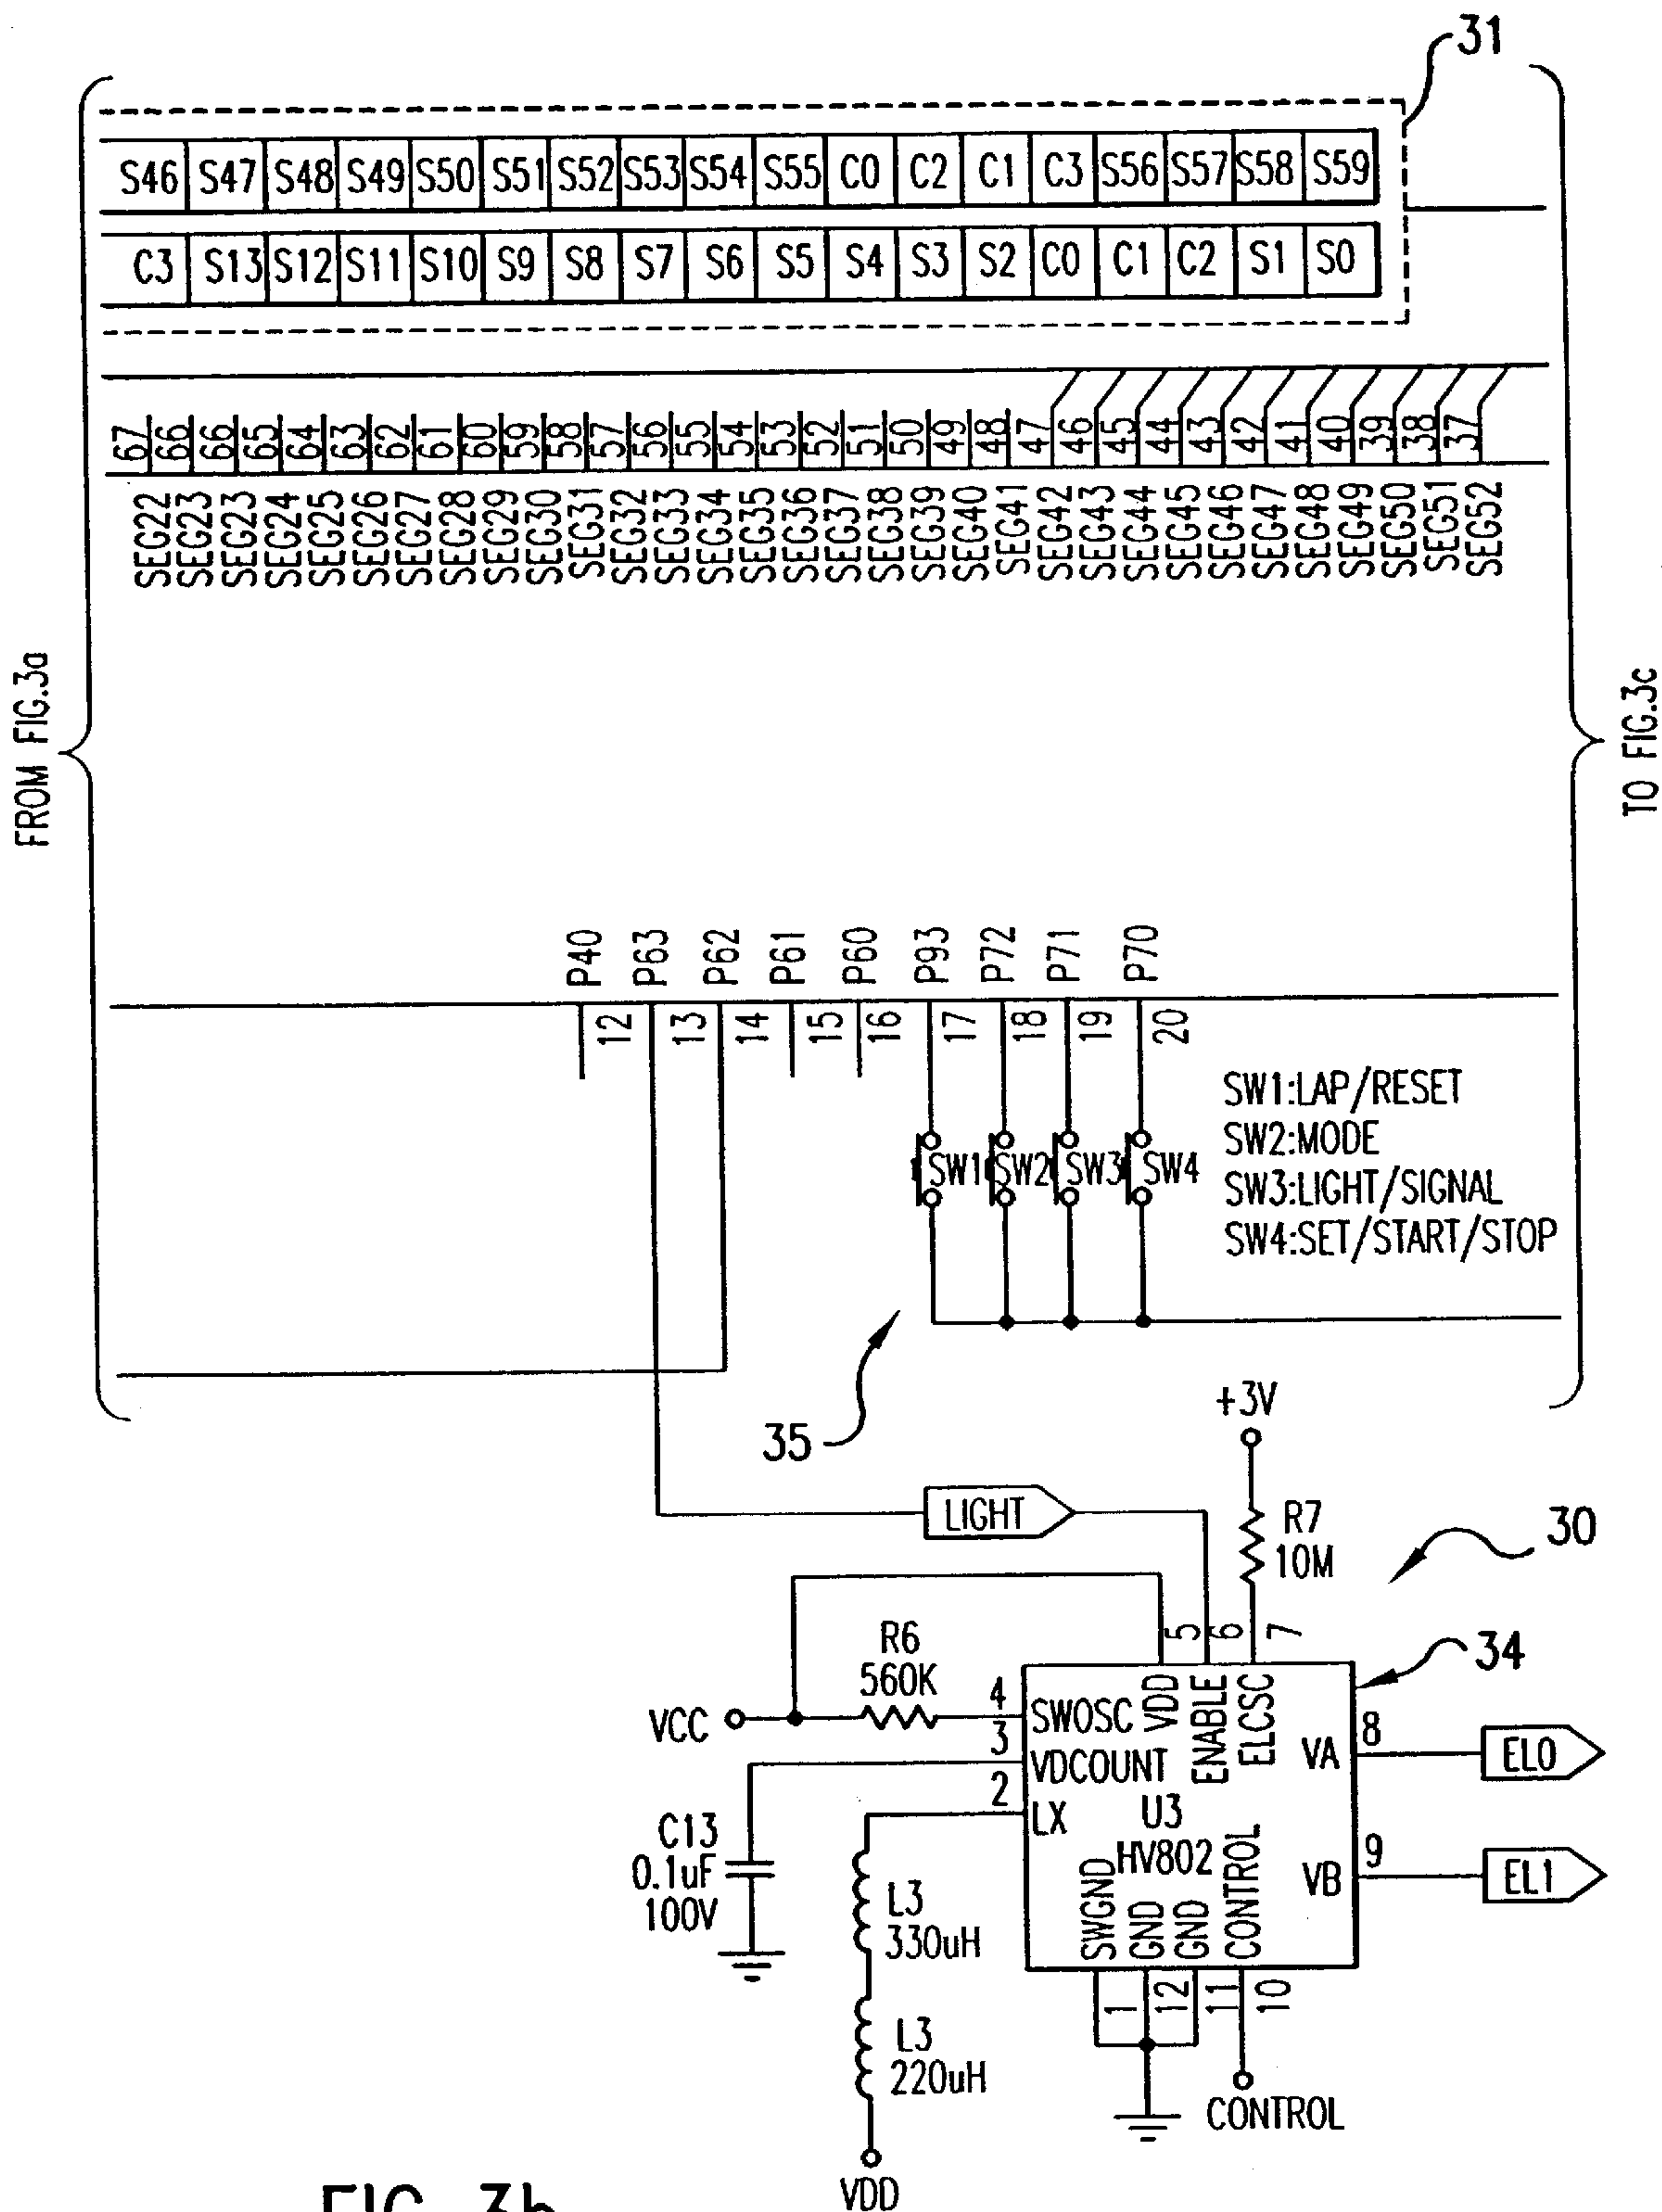 31
S46 S47 S48 S49 S50 S51 S52 S53 S54 S55 C0 C2 C1 C3 S56 S57 S58 S59
C3 S13 S12 S11 S10 S9 S8 S7 S6 S5 S4 S3 S2 C0 C1 C2 S1 S0
67 66 66 65 64 63 62 61 60 59 58 57 56 55 54 53 52 51 50 49 48 47 46 45 44 43 42 41 40 39 38 37
SEG22 SEG23 SEG23 SEG24 SEG25 SEG26 SEG27 SEG28 SEG29 SEG30 SEG31 SEG32 SEG33 SEG34 SEG35 SEG36 SEG37 SEG38 SEG39 SEG40 SEG41 SEG42 SEG43 SEG44 SEG45 SEG46 SEG47 SEG48 SEG49 SEG50 SEG51 SEG52
FROM FIG.3a
TO FIG.3c
P40 P63 P62 P61 P60 P93 P72 P71 P70
12 13 14 15 16 17 18 19 20
SW1:LAP/RESET
SW2:MODE
SW3:LIGHT/SIGNAL
SW4:SET/START/STOP
SW1 SW2 SW3 SW4
35
+3V
LIGHT
R7
10M
30
R6
560K
5 6 7
34
VCC
4
3
2
SWOSC
VDCOUNT
LX
VDD
ENABLE
ELCSC
VA
8
EL0
U3
HV802
VB
9
EL1
C13
0.1uF
100V
L3
330uH
SWGND
GND
GND
CONTROL
1 12 11 10
L3
220uH
CONTROL
VDD
FIG. 3b